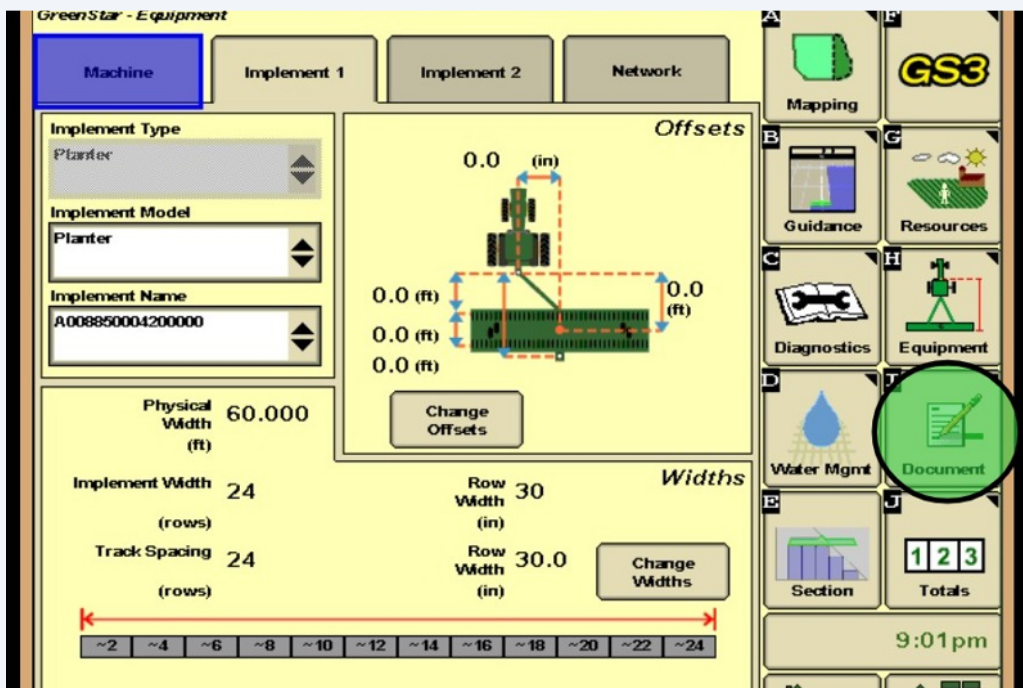 GreenStar - Equipment
Machine
Implement 1
Implement 2
Network
Implement Type
Planter
Implement Model
Planter
Implement Name
A008850004200000
Offsets
0.0 (in)
0.0 (ft)
0.0 (ft)
0.0 (ft)
0.0
(ft)
Change
Offsets
Physical
Width
(ft)
60.000
Implement Width
(rows)
24
Track Spacing
(rows)
24
Widths
Row
Width
(in)
30
Row
Width
(in)
30.0
Change
Widths
~2 ~4 ~6 ~8 ~10 ~12 ~14 ~16 ~18 ~20 ~22 ~24
A
Mapping
F
GS3
B
Guidance
G
Resources
C
Diagnostics
H
Equipment
D
Water Mgmt
I
Document
E
Section
J
1 2 3
Totals
9:01pm